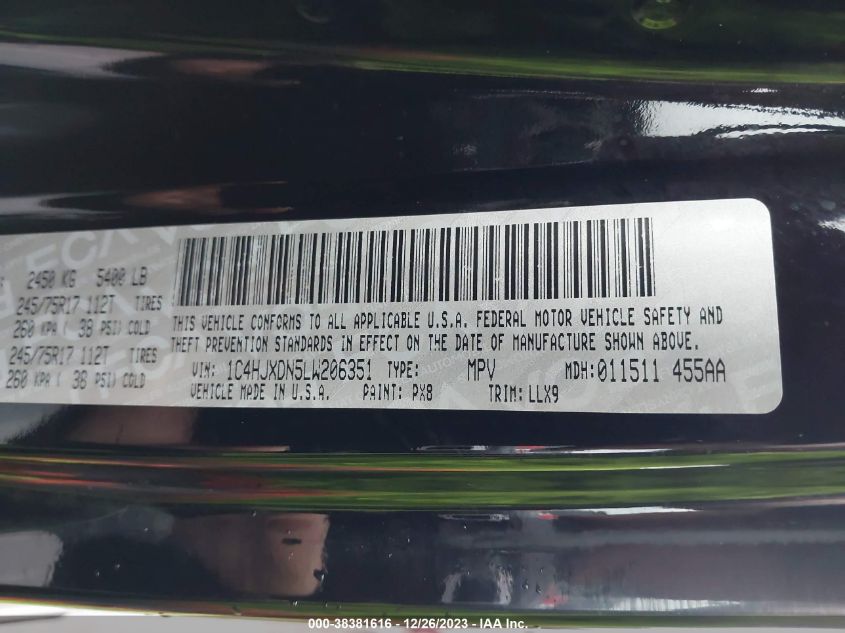 2450 KG 5400 LB
245/75R17 112T TIRES
260 KPA ( 38 PSI) COLD
245/75R17 112T TIRES
260 KPA ( 38 PSI) COLD
THIS VEHICLE CONFORMS TO ALL APPLICABLE U.S.A. FEDERAL MOTOR VEHICLE SAFETY AND
THEFT PREVENTION STANDARDS IN EFFECT ON THE DATE OF MANUFACTURE SHOWN ABOVE.
VIN: 1C4HJXDN5LW206351 TYPE: MPV MDH:011511 455AA
VEHICLE MADE IN U.S.A. PAINT: PX8 TRIM: LLX9
000-38381616 - 12/26/2023 - IAA Inc.